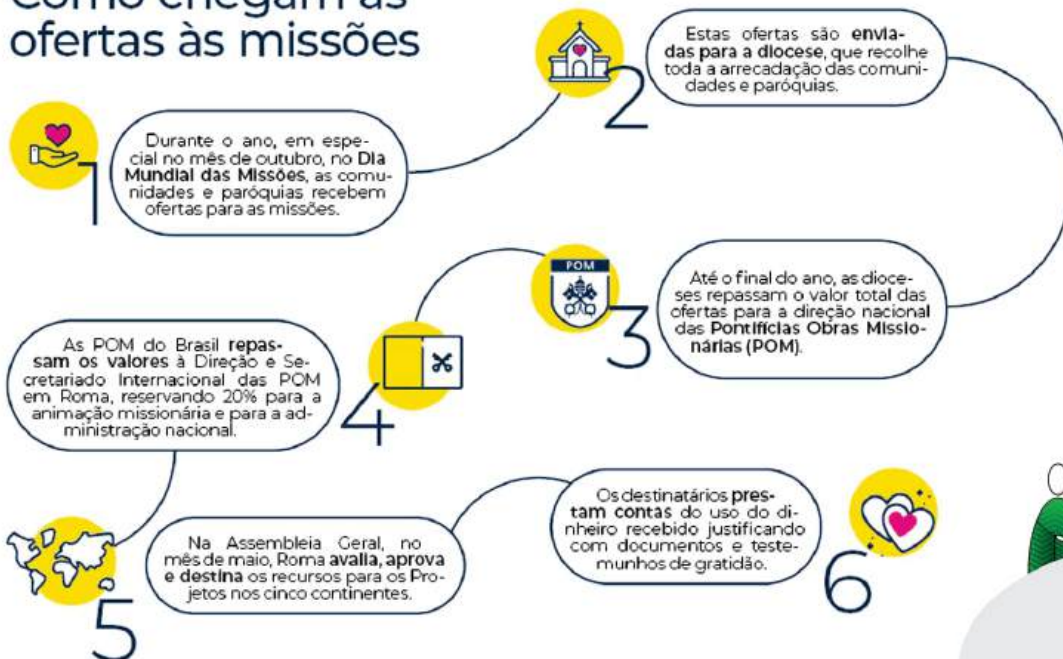 Como chegam as
ofertas às missões
1
Durante o ano, em espe-
cial no mês de outubro, no Dia
Mundial das Missões, as comu-
nidades e paróquias recebem
ofertas para as missões.
2
Estas ofertas são envia-
das para a diocese, que recolhe
toda a arrecadação das comuni-
dades e paróquias.
POM
3
Até o final do ano, as dioce-
ses repassam o valor total das
ofertas para a direção nacional
das Pontifícias Obras Missio-
nárias (POM).
As POM do Brasil repas-
sam os valores à Direção e Se-
cretariado Internacional das POM
em Roma, reservando 20% para a
animação missionária e para a ad-
ministração nacional.
4
5
Na Assembleia Geral, no
mês de maio, Roma avalia, aprova
e destina os recursos para os Pro-
jetos nos cinco continentes.
Os destinatários pres-
tam contas do uso do di-
nheiro recebido justificando
com documentos e teste-
munhos de gratidão.
6